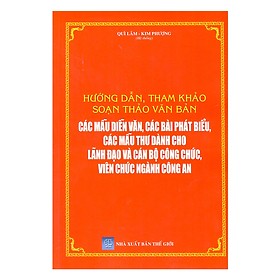 QUÍ LÂM - KIM PHƯỢNG
(Hệ thống)
HƯỚNG DẪN, THAM KHẢO
SOẠN THẢO VĂN BẢN
CÁC MẪU DIỄN VĂN, CÁC BÀI PHÁT BIỂU,
CÁC MẪU THƯ DÀNH CHO
LÃNH ĐẠO VÀ CÁN BỘ CÔNG CHỨC,
VIÊN CHỨC NGÀNH CÔNG AN
NHÀ XUẤT BẢN THẾ GIỚI